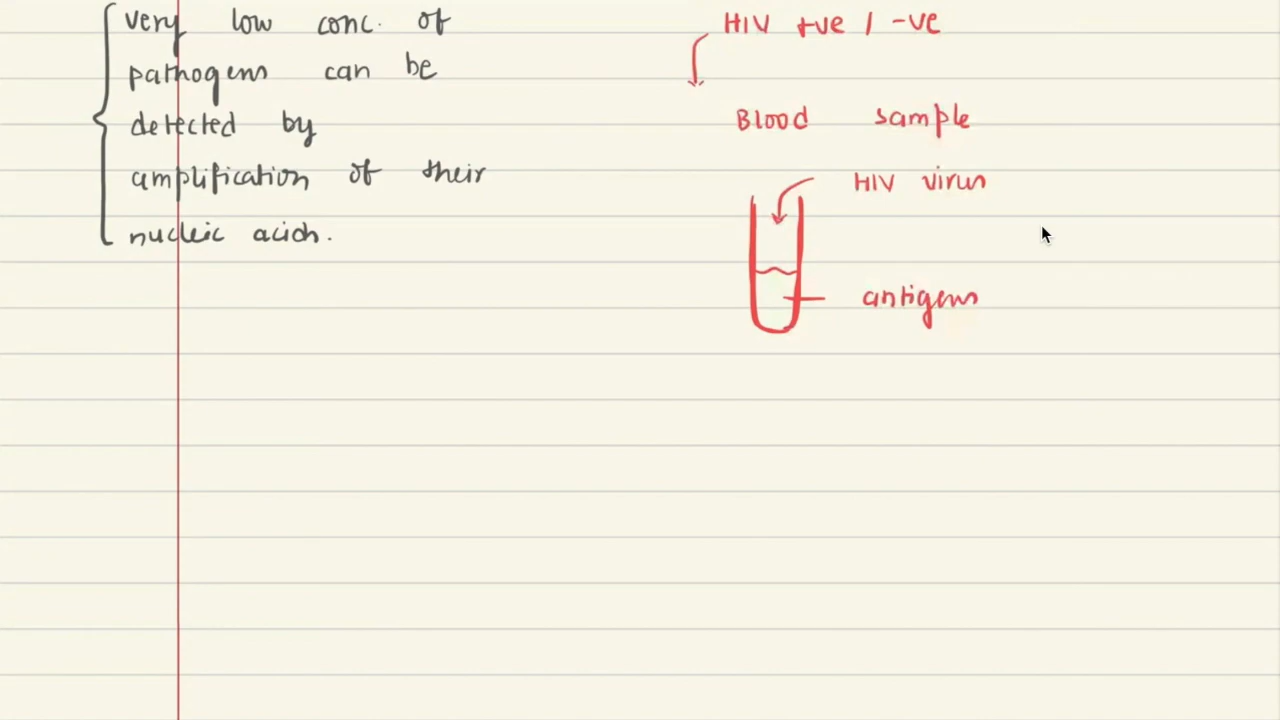 very low conc. of
pathogens can be
detected by
amplification of their
nucleic acid.
HIV +ve / -ve
Blood sample
HIV virus
antigens